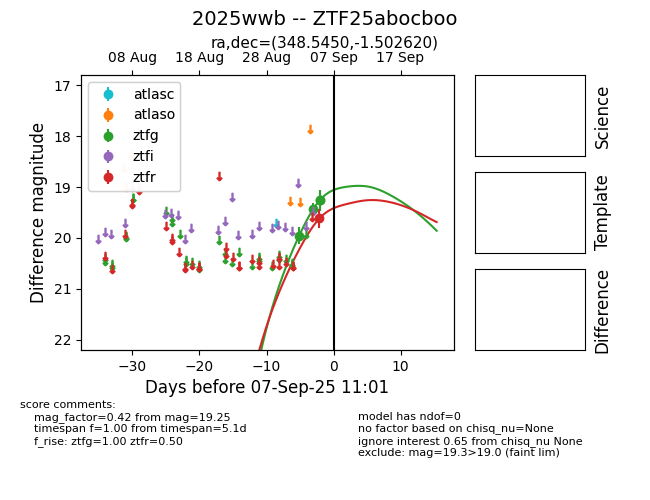 2025wwb -- ZTF25abocboo
ra,dec=(348.5450,-1.502620)
08 Aug 18 Aug 28 Aug 07 Sep 17 Sep
17
18
19
20
21
22
Difference magnitude
atlasc
atlaso
ztfg
ztfi
ztfr
−30 −20 −10 0 10
Days before 07-Sep-25 11:01
Science
Template
Difference
score comments:
mag_factor=0.42 from mag=19.25
timespan f=1.00 from timespan=5.1d
f_rise: ztfg=1.00 ztfr=0.50
model has ndof=0
no factor based on chisq_nu=None
ignore interest 0.65 from chisq_nu None
exclude: mag=19.3>19.0 (faint lim)